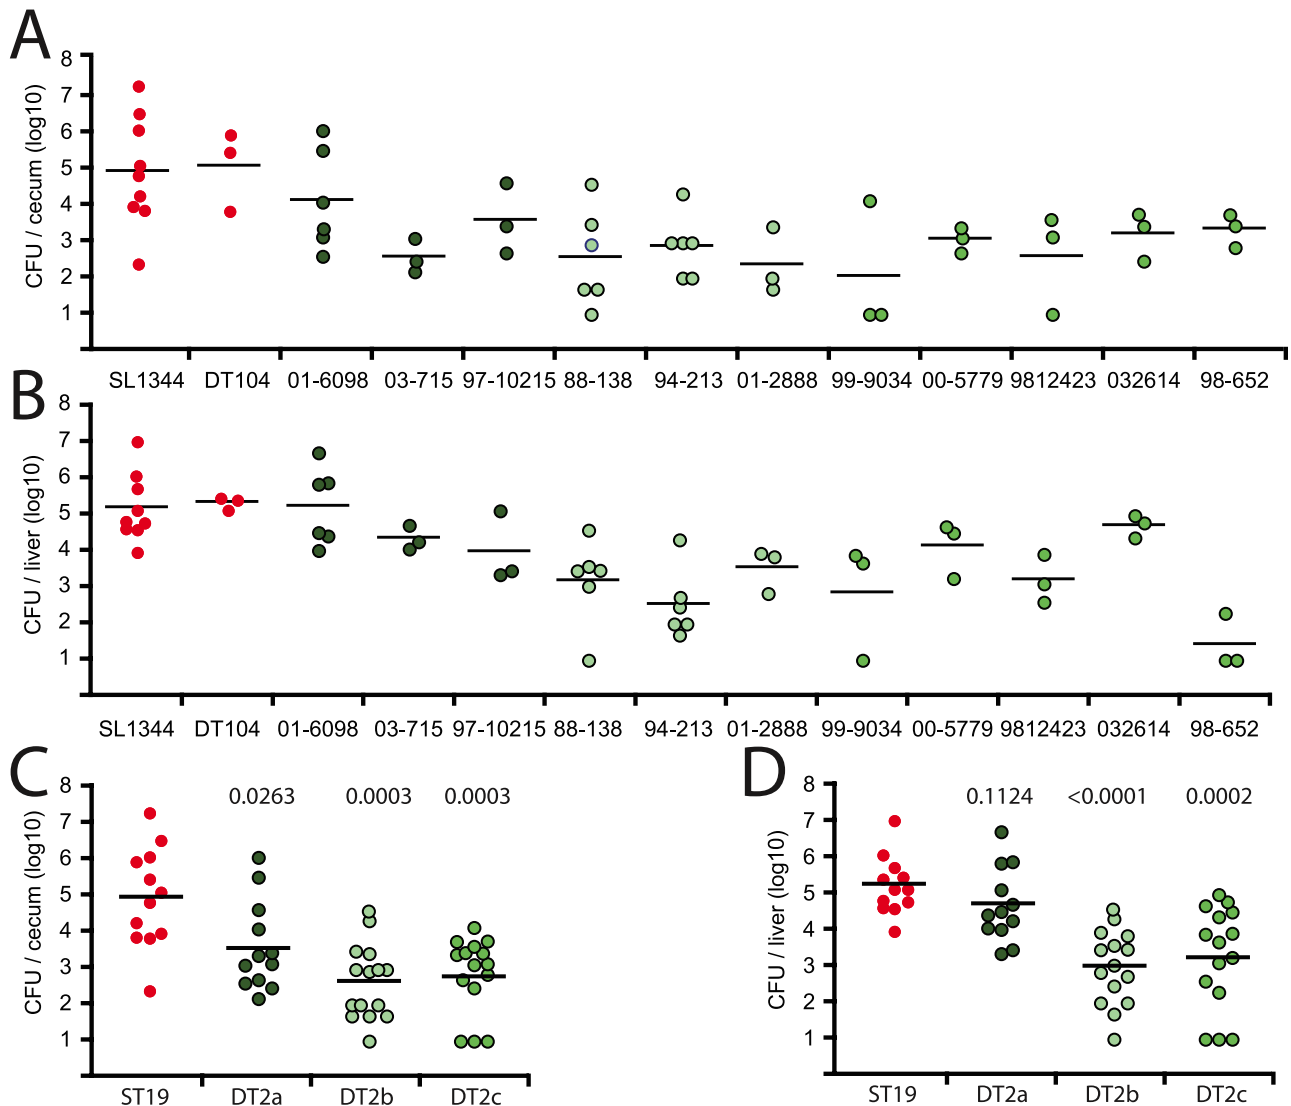 A
CFU / cecum (log10)
8
7
6
5
4
3
2
1
SL1344 DT104 01-6098 03-715 97-10215 88-138 94-213 01-2888 99-9034 00-5779 9812423 032614 98-652
B
CFU / liver (log10)
8
7
6
5
4
3
2
1
SL1344 DT104 01-6098 03-715 97-10215 88-138 94-213 01-2888 99-9034 00-5779 9812423 032614 98-652
C
CFU / cecum (log10)
8
7
6
5
4
3
2
1
0.0263 0.0003 0.0003
ST19 DT2a DT2b DT2c
D
CFU / liver (log10)
8
7
6
5
4
3
2
1
0.1124 <0.0001 0.0002
ST19 DT2a DT2b DT2c